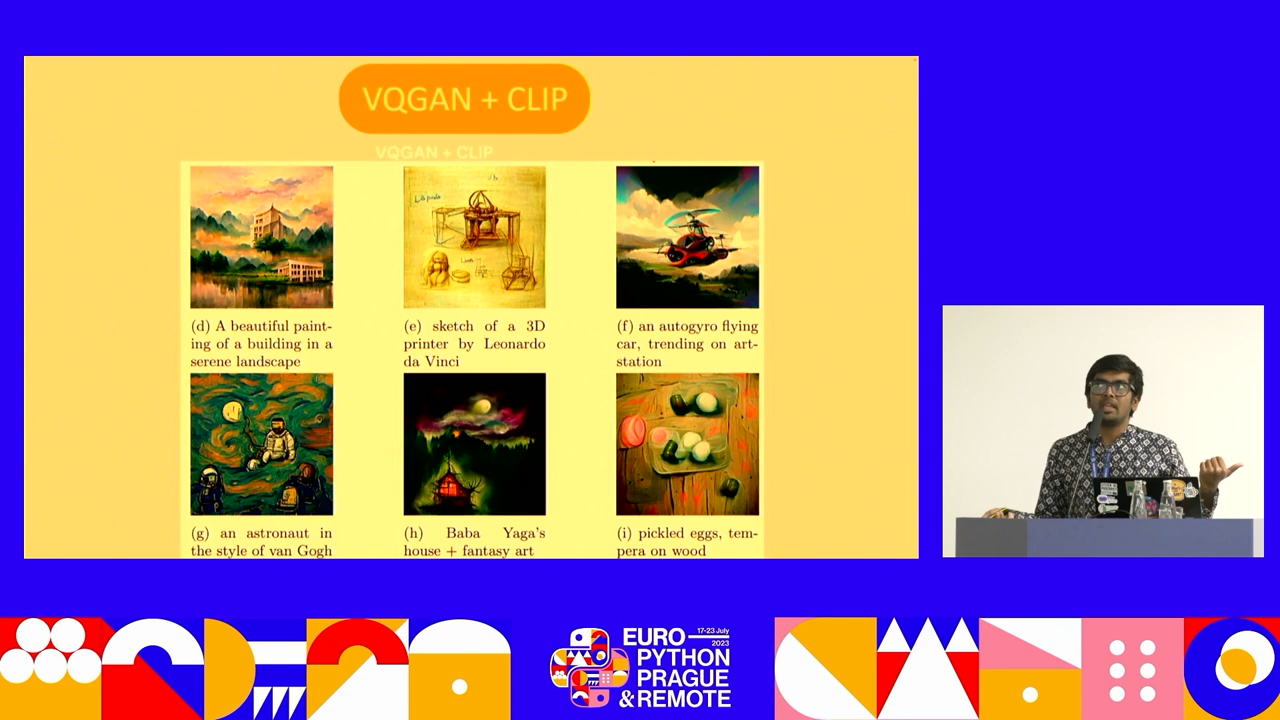 VQGAN + CLIP
VQGAN + CLIP
(d) A beautiful paint-
ing of a building in a
serene landscape
(e) sketch of a 3D
printer by Leonardo
da Vinci
(f) an autogyro flying
car, trending on art-
station
(g) an astronaut in
the style of van Gogh
(h) Baba Yaga's
house + fantasy art
(i) pickled eggs, tem-
pera on wood
17-23 July
2023
EURO
PYTHON
PRAGUE
& REMOTE